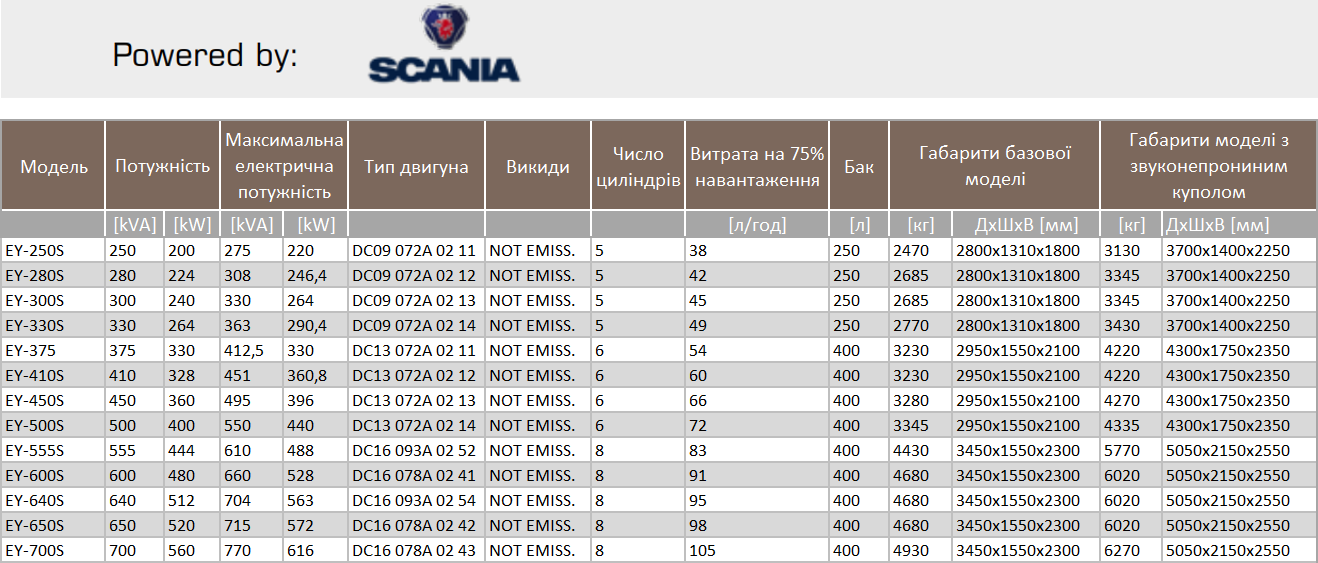 Powered by:
SCANIA
Модель Потужність Максимальна електрична потужність Тип двигуна Викиди Число циліндрів Витрата на 75% навантаження Бак Габарити базової моделі Габарити моделі з звуконепрониним куполом
[kVA] [kW] [kVA] [kW] [л/год] [л] [кг] ДхШхВ [мм] [кг] ДхШхВ [мм]
EY-250S 250 200 275 220 DC09 072A 02 11 NOT EMISS. 5 38 250 2470 2800x1310x1800 3130 3700x1400x2250
EY-280S 280 224 308 246,4 DC09 072A 02 12 NOT EMISS. 5 42 250 2685 2800x1310x1800 3345 3700x1400x2250
EY-300S 300 240 330 264 DC09 072A 02 13 NOT EMISS. 5 45 250 2685 2800x1310x1800 3345 3700x1400x2250
EY-330S 330 264 363 290,4 DC09 072A 02 14 NOT EMISS. 5 49 250 2770 2800x1310x1800 3430 3700x1400x2250
EY-375 375 330 412,5 330 DC13 072A 02 11 NOT EMISS. 6 54 400 3230 2950x1550x2100 4220 4300x1750x2350
EY-410S 410 328 451 360,8 DC13 072A 02 12 NOT EMISS. 6 60 400 3230 2950x1550x2100 4220 4300x1750x2350
EY-450S 450 360 495 396 DC13 072A 02 13 NOT EMISS. 6 66 400 3280 2950x1550x2100 4270 4300x1750x2350
EY-500S 500 400 550 440 DC13 072A 02 14 NOT EMISS. 6 72 400 3345 2950x1550x2100 4335 4300x1750x2350
EY-555S 555 444 610 488 DC16 093A 02 52 NOT EMISS. 8 83 400 4430 3450x1550x2300 5770 5050x2150x2550
EY-600S 600 480 660 528 DC16 078A 02 41 NOT EMISS. 8 91 400 4680 3450x1550x2300 6020 5050x2150x2550
EY-640S 640 512 704 563 DC16 093A 02 54 NOT EMISS. 8 95 400 4680 3450x1550x2300 6020 5050x2150x2550
EY-650S 650 520 715 572 DC16 078A 02 42 NOT EMISS. 8 98 400 4680 3450x1550x2300 6020 5050x2150x2550
EY-700S 700 560 770 616 DC16 078A 02 43 NOT EMISS. 8 105 400 4930 3450x1550x2300 6270 5050x2150x2550